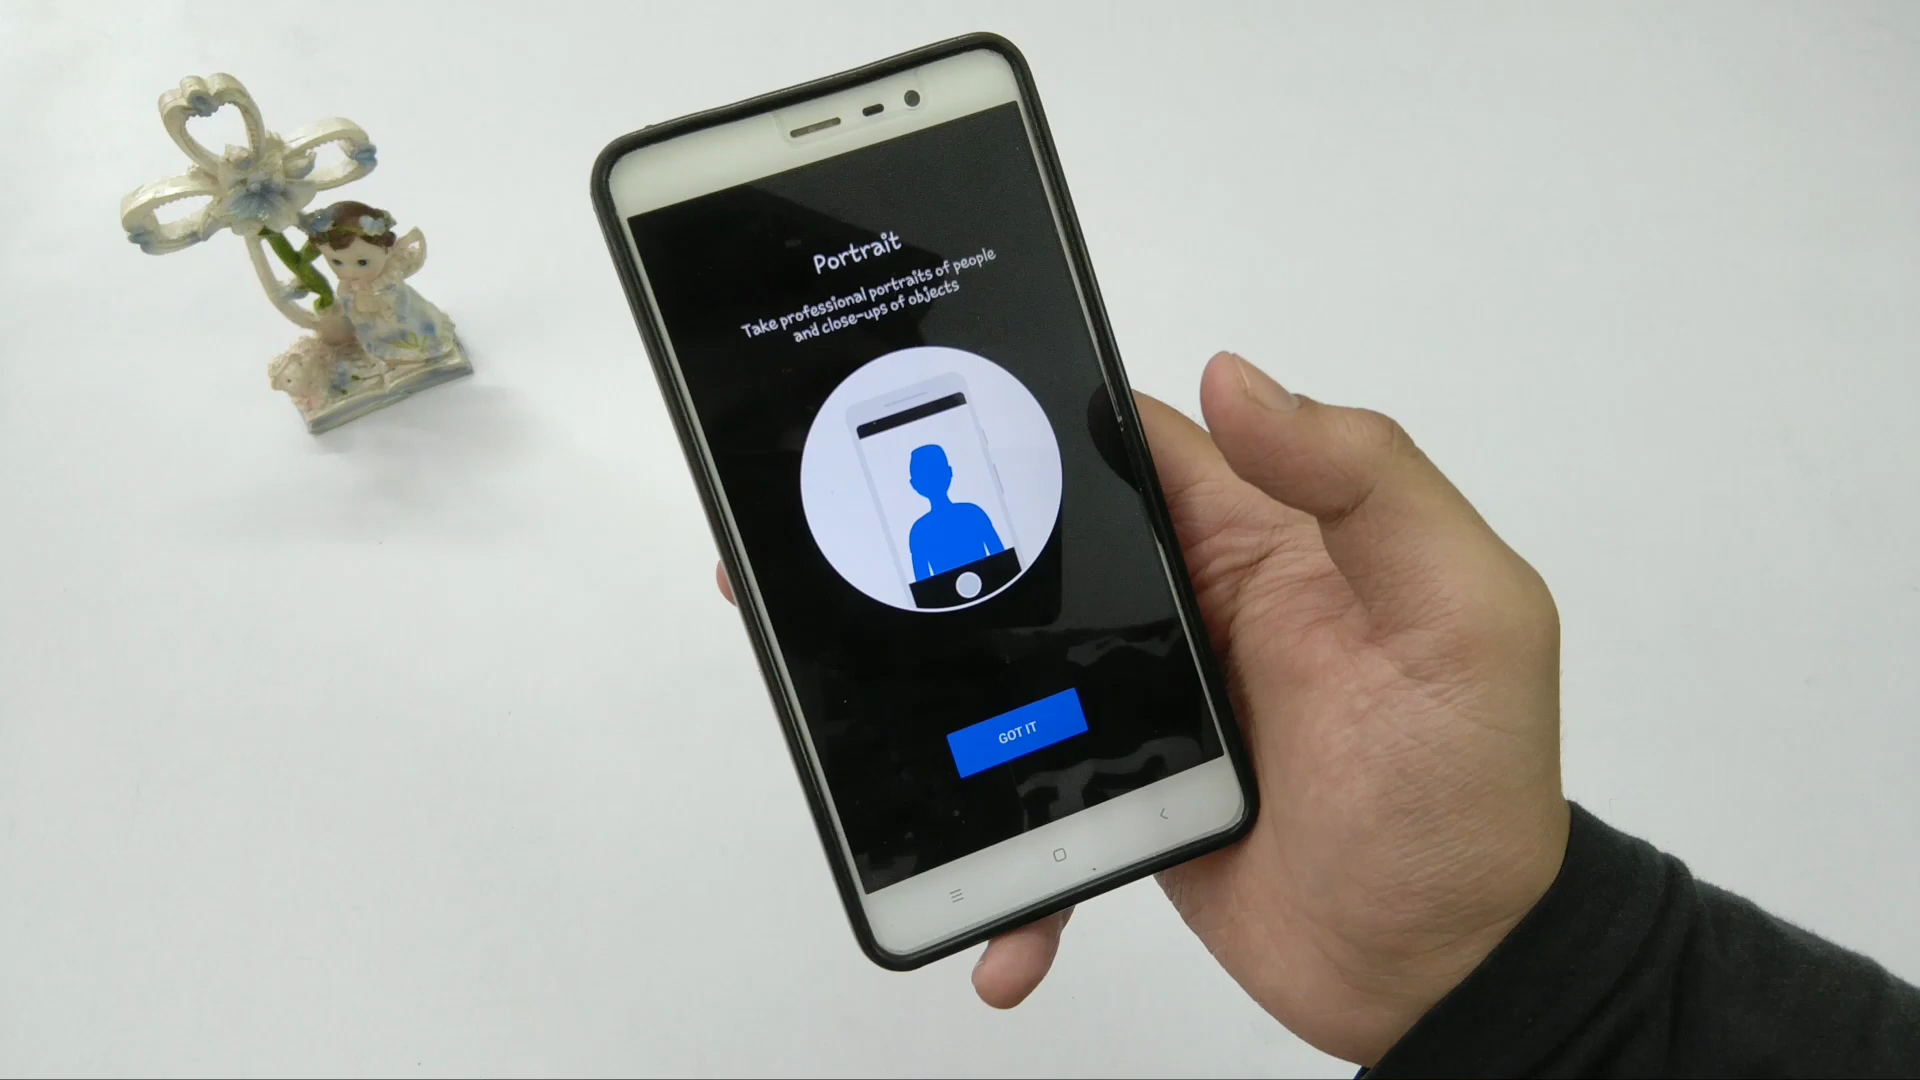 Portrait
Take professional portraits of people
and close-ups of objects
GOT IT